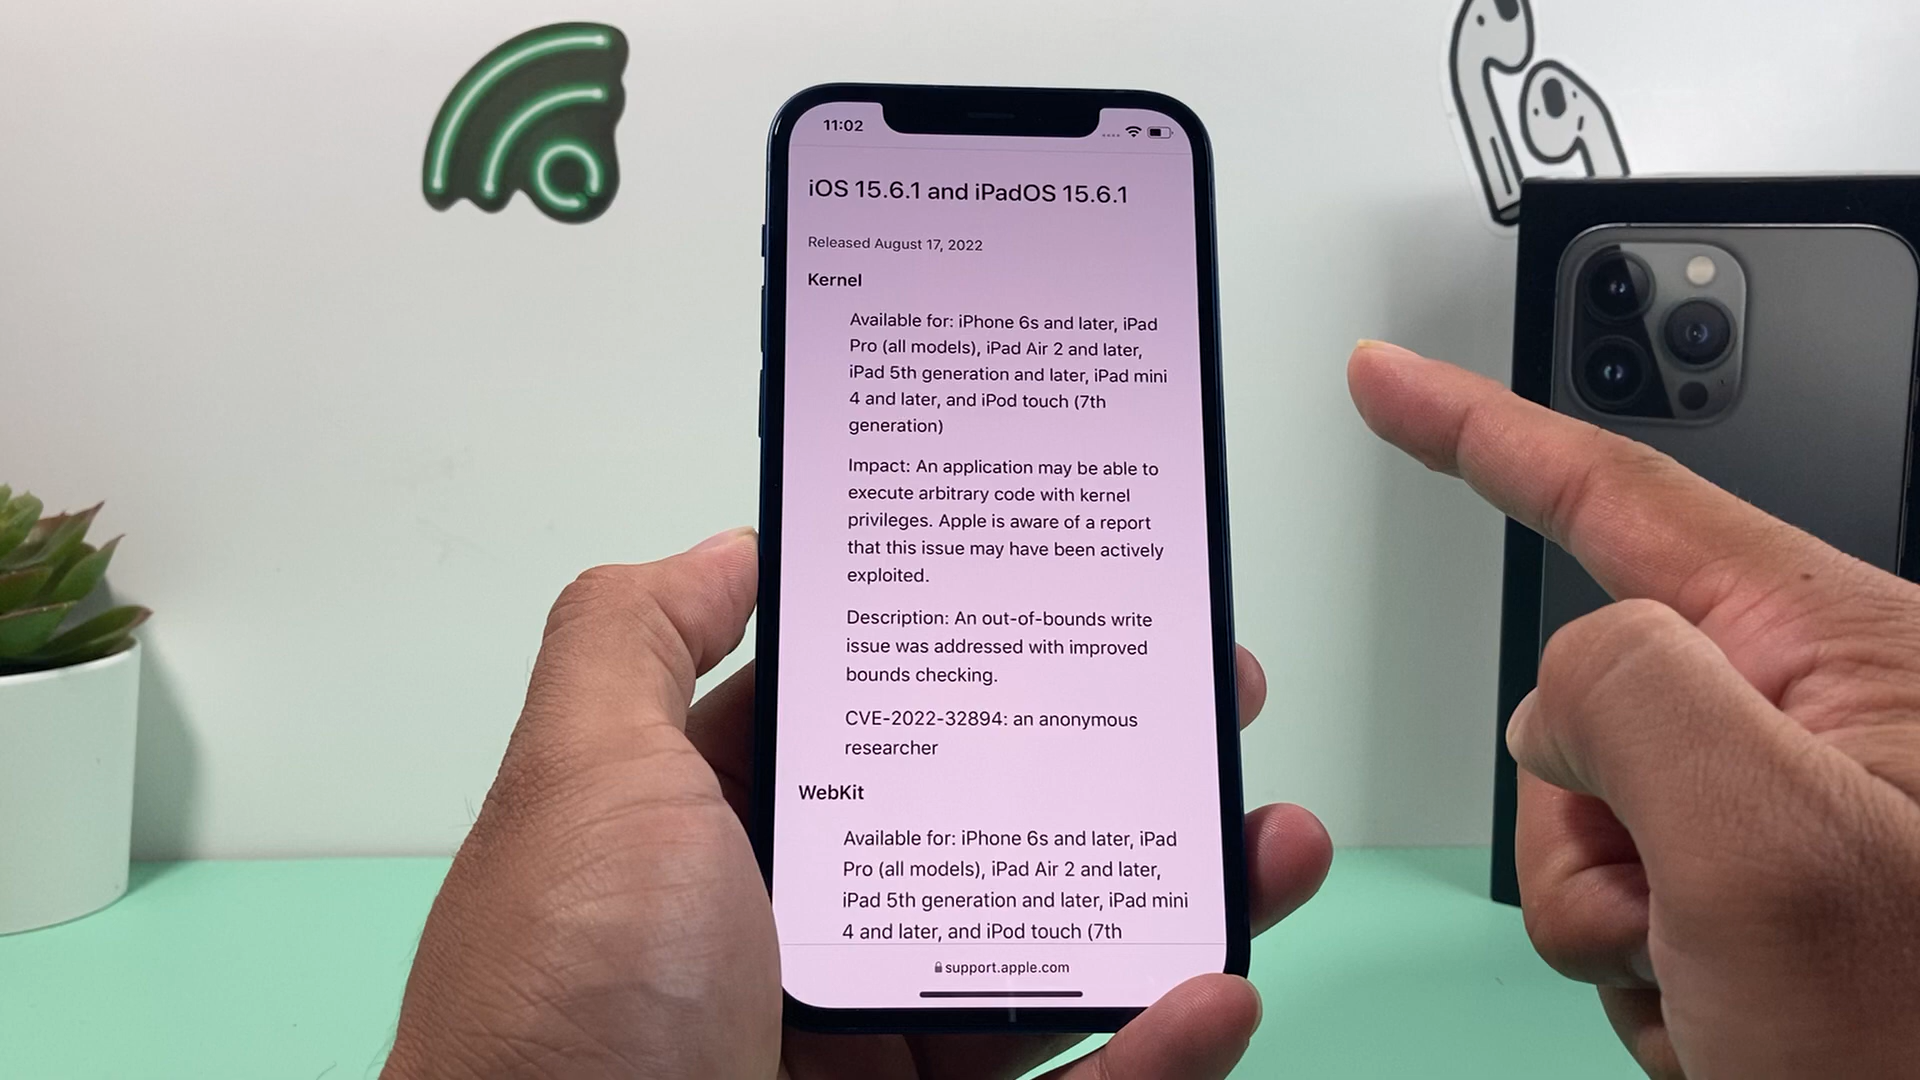 11:02
iOS 15.6.1 and iPadOS 15.6.1
Released August 17, 2022
Kernel
Available for: iPhone 6s and later, iPad
Pro (all models), iPad Air 2 and later,
iPad 5th generation and later, iPad mini
4 and later, and iPod touch (7th
generation)
Impact: An application may be able to
execute arbitrary code with kernel
privileges. Apple is aware of a report
that this issue may have been actively
exploited.
Description: An out-of-bounds write
issue was addressed with improved
bounds checking.
CVE-2022-32894: an anonymous
researcher
WebKit
Available for: iPhone 6s and later, iPad
Pro (all models), iPad Air 2 and later,
iPad 5th generation and later, iPad mini
4 and later, and iPod touch (7th
support.apple.com